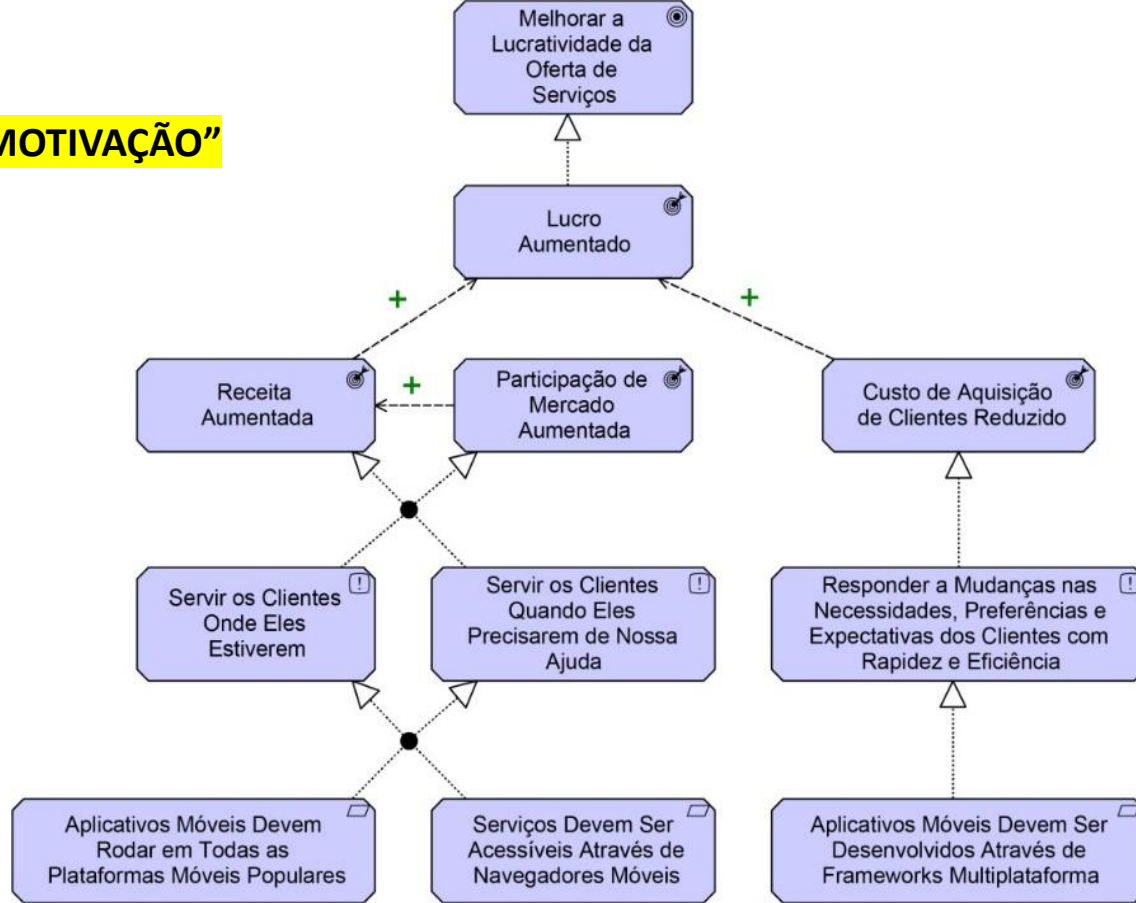 Melhorar a
Lucratividade da
Oferta de
Serviços
MOTIVAÇÃO”
Lucro
Aumentado
+
+
Receita
Aumentada
+
Participação de
Mercado
Aumentada
Custo de Aquisição
de Clientes Reduzido
Servir os Clientes
Onde Eles
Estiverem
Servir os Clientes
Quando Eles
Precisarem de Nossa
Ajuda
Responder a Mudanças nas
Necessidades, Preferências e
Expectativas dos Clientes com
Rapidez e Eficiência
Aplicativos Móveis Devem
Rodar em Todas as
Plataformas Móveis Populares
Serviços Devem Ser
Acessíveis Através de
Navegadores Móveis
Aplicativos Móveis Devem Ser
Desenvolvidos Através de
Frameworks Multiplataforma